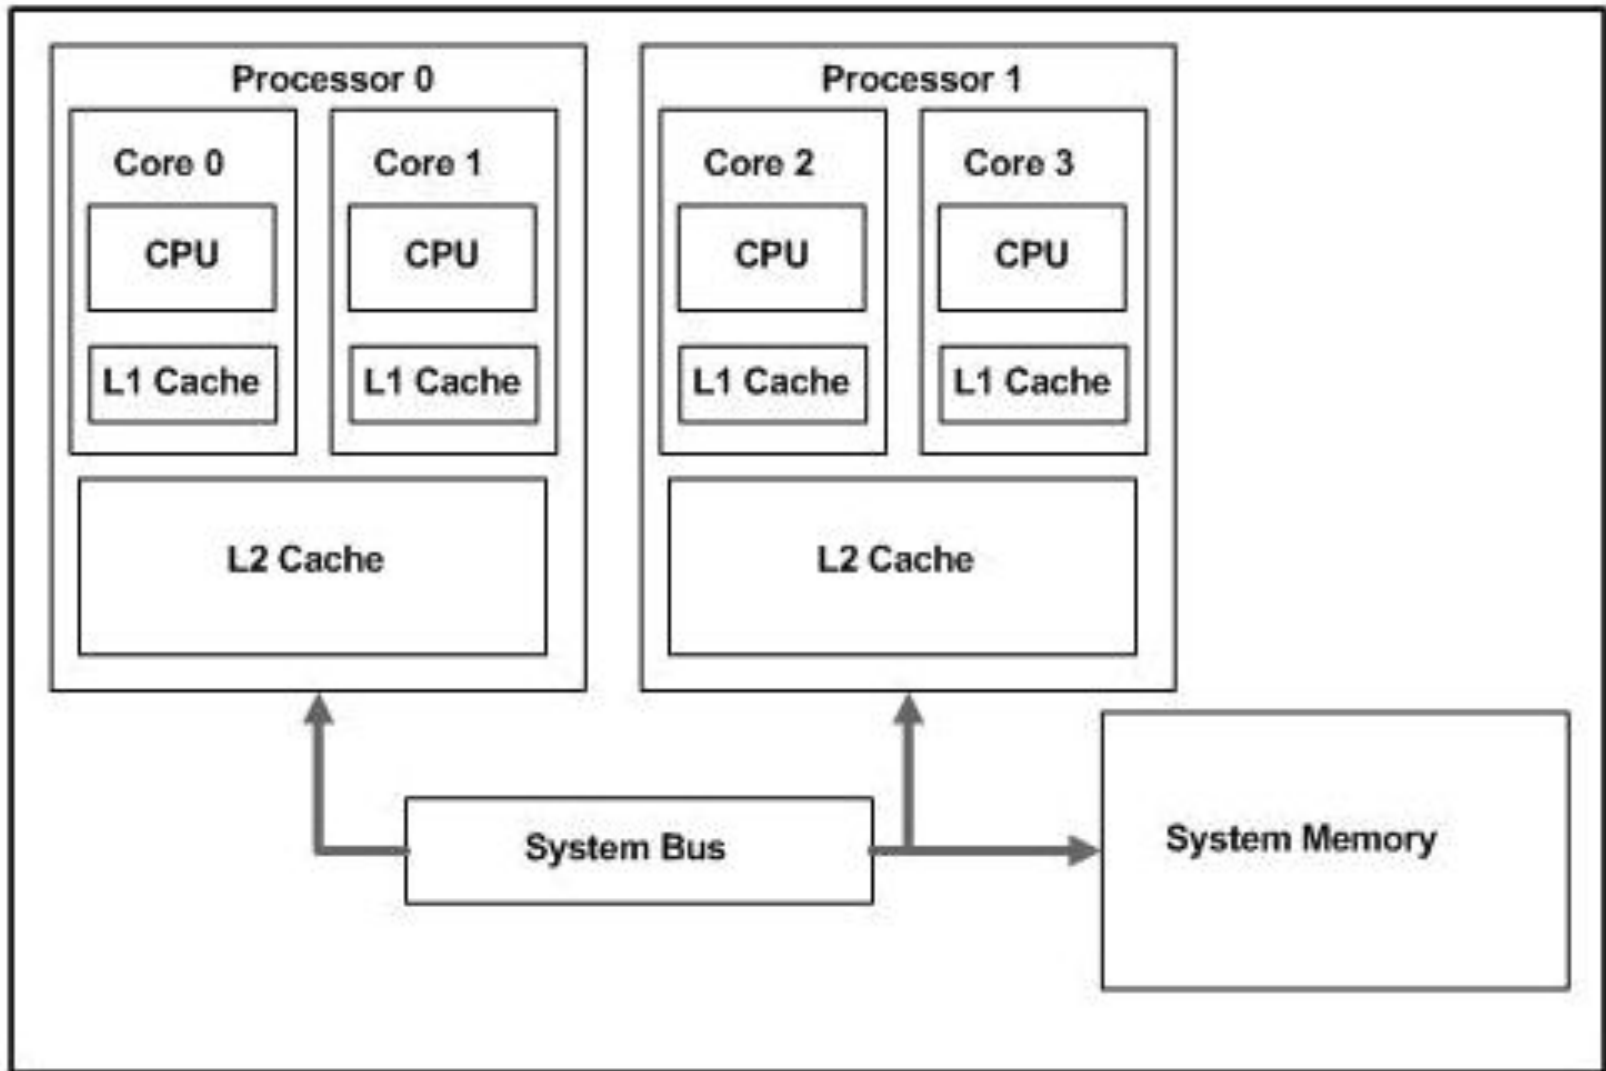 Processor 0
Core 0
CPU
L1 Cache
Core 1
CPU
L1 Cache
L2 Cache
Processor 1
Core 2
CPU
L1 Cache
Core 3
CPU
L1 Cache
L2 Cache
System Bus
System Memory